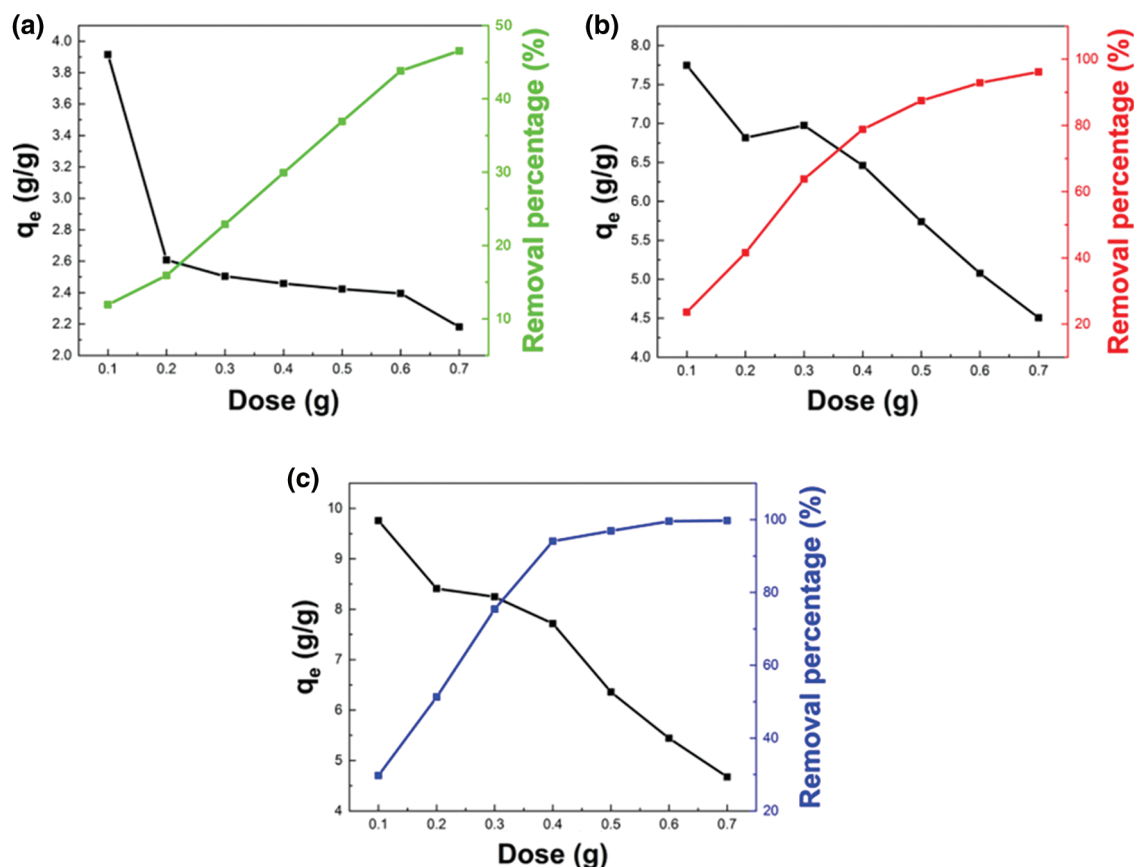 (a)
4.0
3.8
3.6
3.4
3.2
3.0
2.8
2.6
2.4
2.2
2.0
qe (g/g)
50
40
30
20
10
Removal percentage (%)
0.1 0.2 0.3 0.4 0.5 0.6 0.7
Dose (g)
(b)
8.0
7.5
7.0
6.5
6.0
5.5
5.0
4.5
4.0
qe (g/g)
100
80
60
40
20
Removal percentage (%)
0.1 0.2 0.3 0.4 0.5 0.6 0.7
Dose (g)
(c)
10
9
8
7
6
5
4
qe (g/g)
100
80
60
40
20
Removal percentage (%)
0.1 0.2 0.3 0.4 0.5 0.6 0.7
Dose (g)